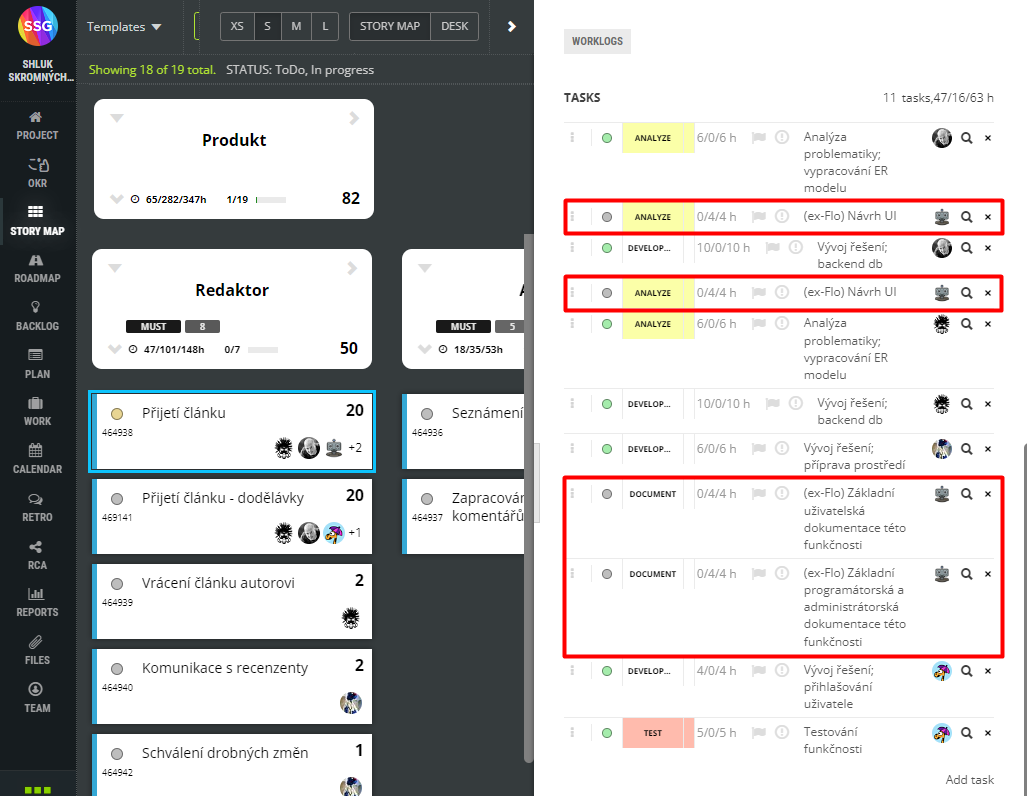 SSG
SHLUK
SKROMNÝCH...
PROJECT
OKR
STORY MAP
ROADMAP
BACKLOG
PLAN
WORK
CALENDAR
RETRO
RCA
REPORTS
FILES
TEAM
Templates
XS S M L
STORY MAP DESK
Showing 18 of 19 total. STATUS: ToDo, In progress
Produkt
65/282/347h 1/19 82
Redaktor
MUST 8
47/101/148h 0/7 50
MUST 5
18/35/53h
Přijetí článku 20
464938
+2
Seznámení
464936
Přijetí článku - dodělávky 20
469141
+1
Zapracován
464937 komentářů
Vrácení článku autorovi 2
464939
Komunikace s recenzenty 2
464940
Schválení drobných změn 1
464942
WORKLOGS
TASKS 11 tasks,47/16/63 h
ANALYZE 6/0/6 h Analýza
problematiky;
vypracování ER
modelu
ANALYZE 0/4/4 h (ex-Flo) Návrh UI
DEVELOP... 10/0/10 h Vývoj řešení;
backend db
ANALYZE 0/4/4 h (ex-Flo) Návrh UI
ANALYZE 6/0/6 h Analýza
problematiky;
vypracování ER
modelu
DEVELOP... 10/0/10 h Vývoj řešení;
backend db
DEVELOP... 6/0/6 h Vývoj řešení;
příprava prostředí
DOCUMENT 0/4/4 h (ex-Flo) Základní
uživatelská
dokumentace této
funkčnosti
DOCUMENT 0/4/4 h (ex-Flo) Základní
programátorská a
administrátorská
dokumentace této
funkčnosti
DEVELOP... 4/0/4 h Vývoj řešení;
přihlašování
uživatele
TEST 5/0/5 h Testování
funkčnosti
Add task